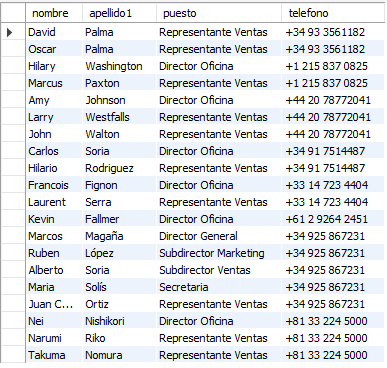 nombre apellido1 puesto telefono
David Palma Representante Ventas +34 93 3561182
Oscar Palma Representante Ventas +34 93 3561182
Hilary Washington Director Oficina +1 215 837 0825
Marcus Paxton Representante Ventas +1 215 837 0825
Amy Johnson Director Oficina +44 20 78772041
Larry Westfalls Representante Ventas +44 20 78772041
John Walton Representante Ventas +44 20 78772041
Carlos Soria Director Oficina +34 91 7514487
Hilario Rodriguez Representante Ventas +34 91 7514487
Francois Fignon Director Oficina +33 14 723 4404
Laurent Serra Representante Ventas +33 14 723 4404
Kevin Fallmer Director Oficina +61 2 9264 2451
Marcos Magaña Director General +34 925 867231
Ruben López Subdirector Marketing +34 925 867231
Alberto Soria Subdirector Ventas +34 925 867231
Maria Solís Secretaria +34 925 867231
Juan C... Ortiz Representante Ventas +34 925 867231
Nei Nishikori Director Oficina +81 33 224 5000
Narumi Riko Representante Ventas +81 33 224 5000
Takuma Nomura Representante Ventas +81 33 224 5000